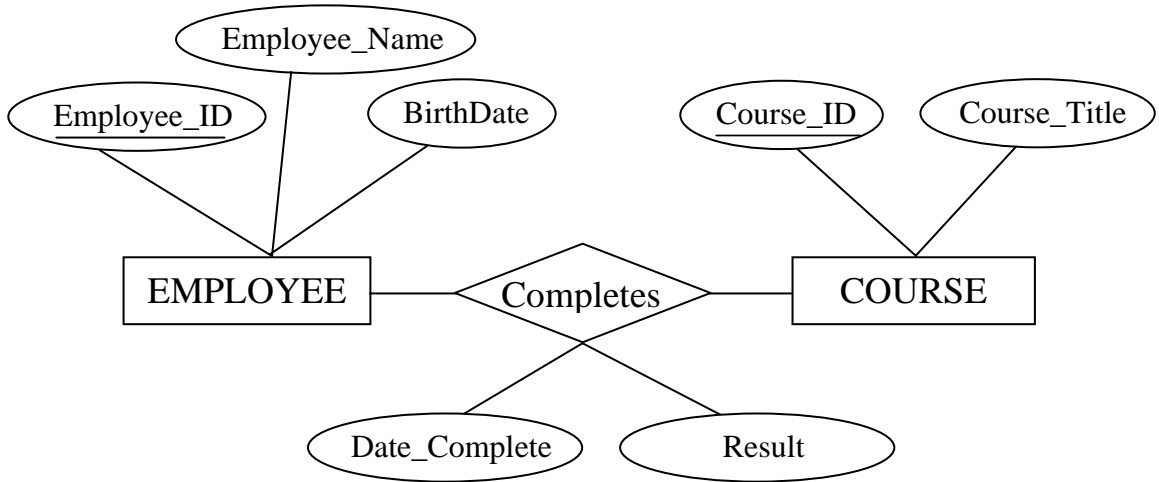 Employee_Name
Employee_ID
BirthDate
Course_ID
Course_Title
EMPLOYEE
Completes
COURSE
Date_Complete
Result